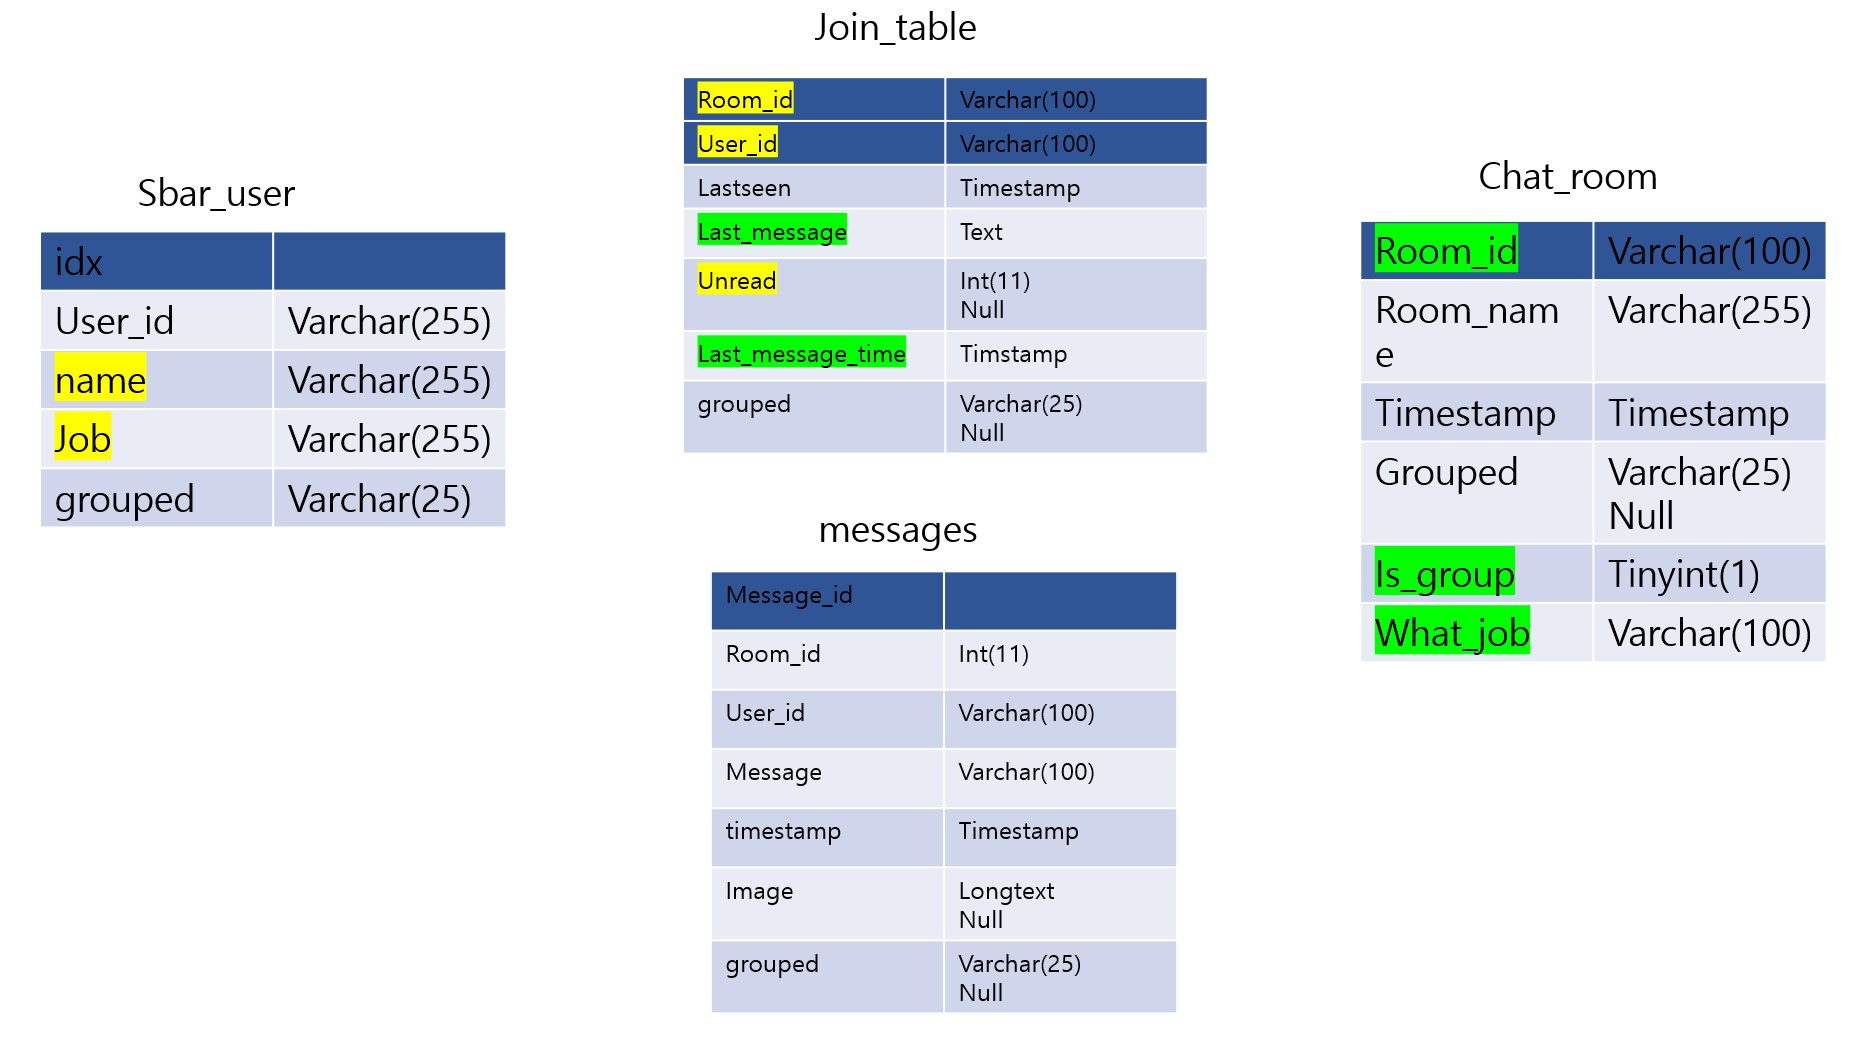 Sbar_user
idx
User_id Varchar(255)
name Varchar(255)
Job Varchar(255)
grouped Varchar(25)
Join_table
Room_id Varchar(100)
User_id Varchar(100)
Lastseen Timestamp
Last_message Text
Unread Int(11)
Null
Last_message_time Timstamp
grouped Varchar(25)
Null
messages
Message_id
Room_id Int(11)
User_id Varchar(100)
Message Varchar(100)
timestamp Timestamp
Image Longtext
Null
grouped Varchar(25)
Null
Chat_room
Room_id Varchar(100)
Room_nam Varchar(255)
e
Timestamp Timestamp
Grouped Varchar(25)
Null
Is_group Tinyint(1)
What_job Varchar(100)